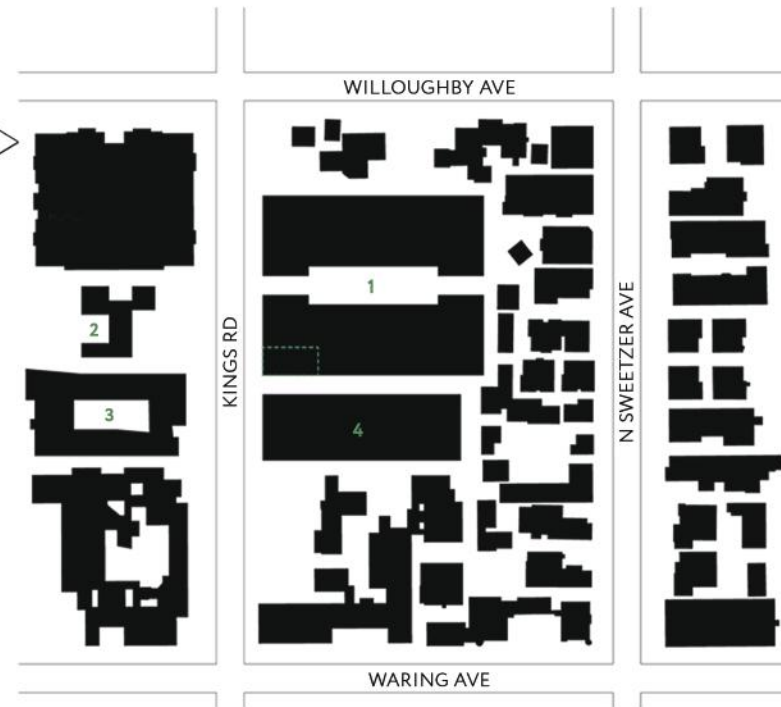 WILLOUGHBY AVE
1
2
KINGS RD
N SWEETZER AVE
3
4
WARING AVE